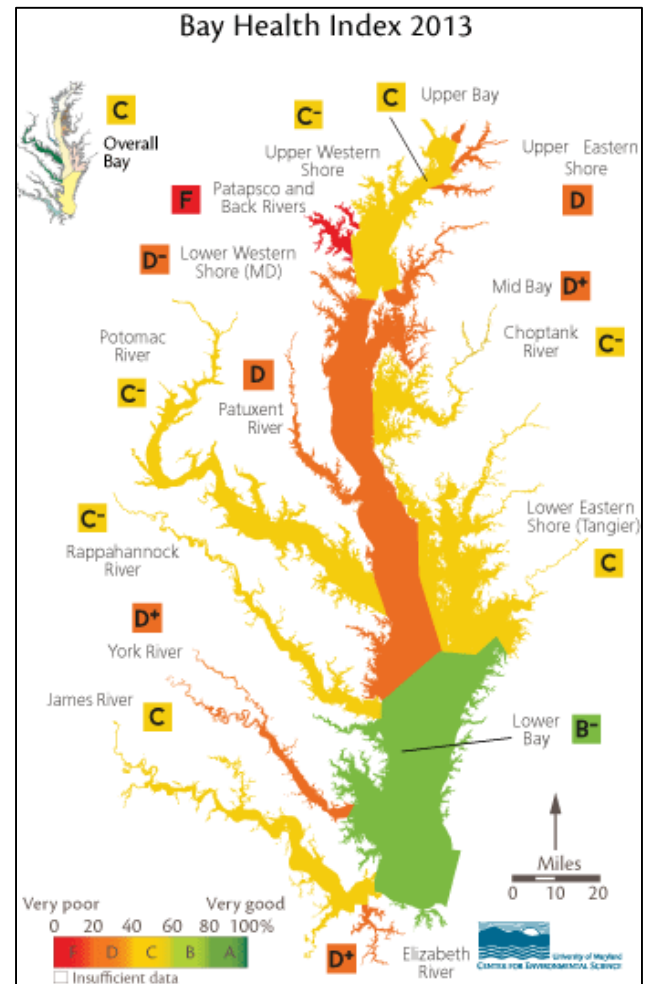 Bay Health Index 2013
C
Overall
Bay
C
Upper Bay
C-
Upper Western
Shore
Upper Eastern
Shore
D
F
Patapsco and
Back Rivers
D-
Lower Western
Shore (MD)
Mid Bay
D+
Choptank
River
C-
Potomac
River
C-
D
Patuxent
River
C-
Rappahannock
River
Lower Eastern
Shore (Tangier)
C
D+
York River
James River
C
Lower
Bay
B-
Miles
0 10 20
Very poor Very good
0 20 40 60 80 100%
F D C B A
Insufficient data
D+
Elizabeth
River
University of Maryland
CENTER FOR ENVIRONMENTAL SCIENCE